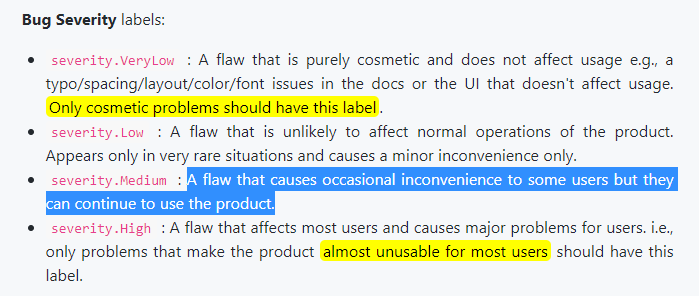 Bug Severity labels:
severity.VeryLow : A flaw that is purely cosmetic and does not affect usage e.g., a
typo/spacing/layout/color/font issues in the docs or the UI that doesn't affect usage.
Only cosmetic problems should have this label.
severity.Low : A flaw that is unlikely to affect normal operations of the product.
Appears only in very rare situations and causes a minor inconvenience only.
severity.Medium : A flaw that causes occasional inconvenience to some users but they
can continue to use the product.
severity.High : A flaw that affects most users and causes major problems for users. i.e.,
only problems that make the product almost unusable for most users should have this
label.